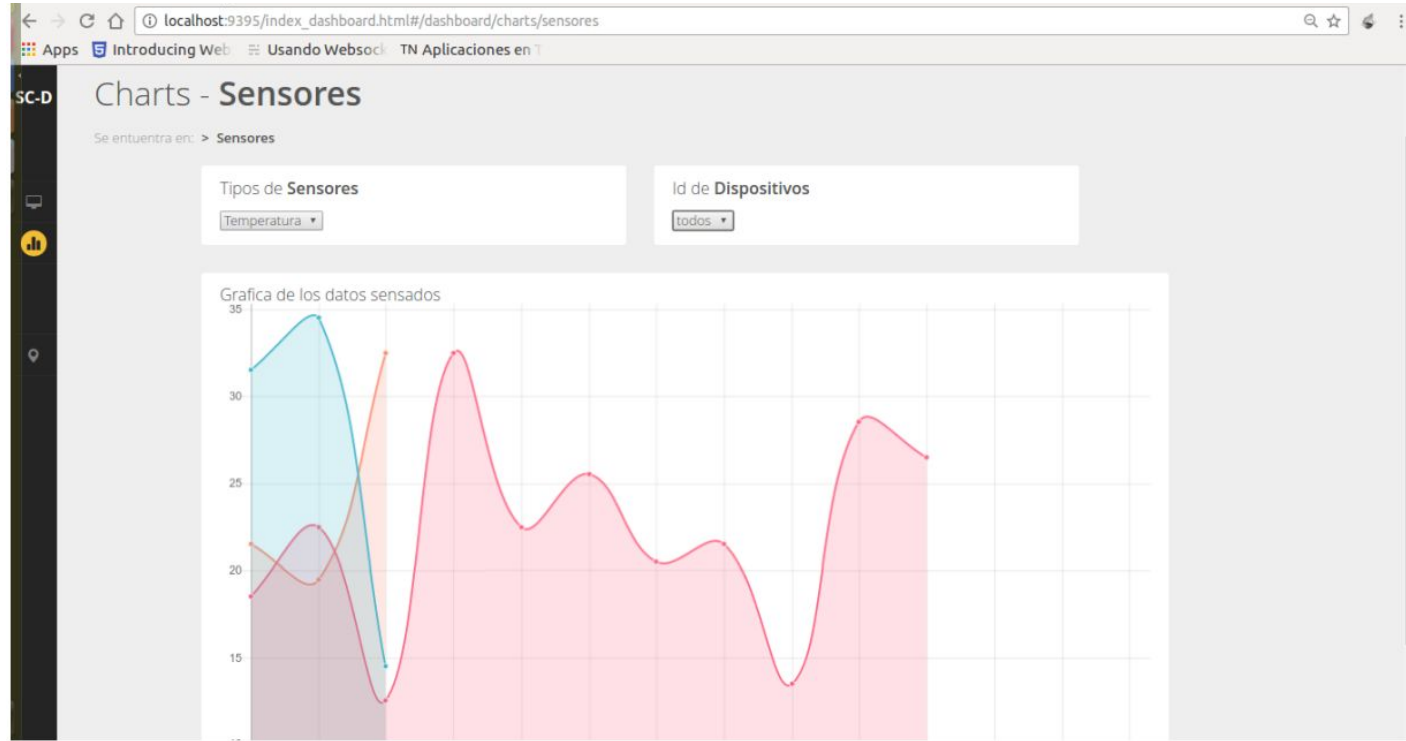 localhost:9395/index_dashboard.html#/dashboard/charts/sensores
Apps Introducing Web Usando Websock TN Aplicaciones en T
SC-D
Charts - Sensores
Se entuentra en: > Sensores
Tipos de Sensores
Temperatura
Id de Dispositivos
todos
Grafica de los datos sensados
35
30
25
20
15